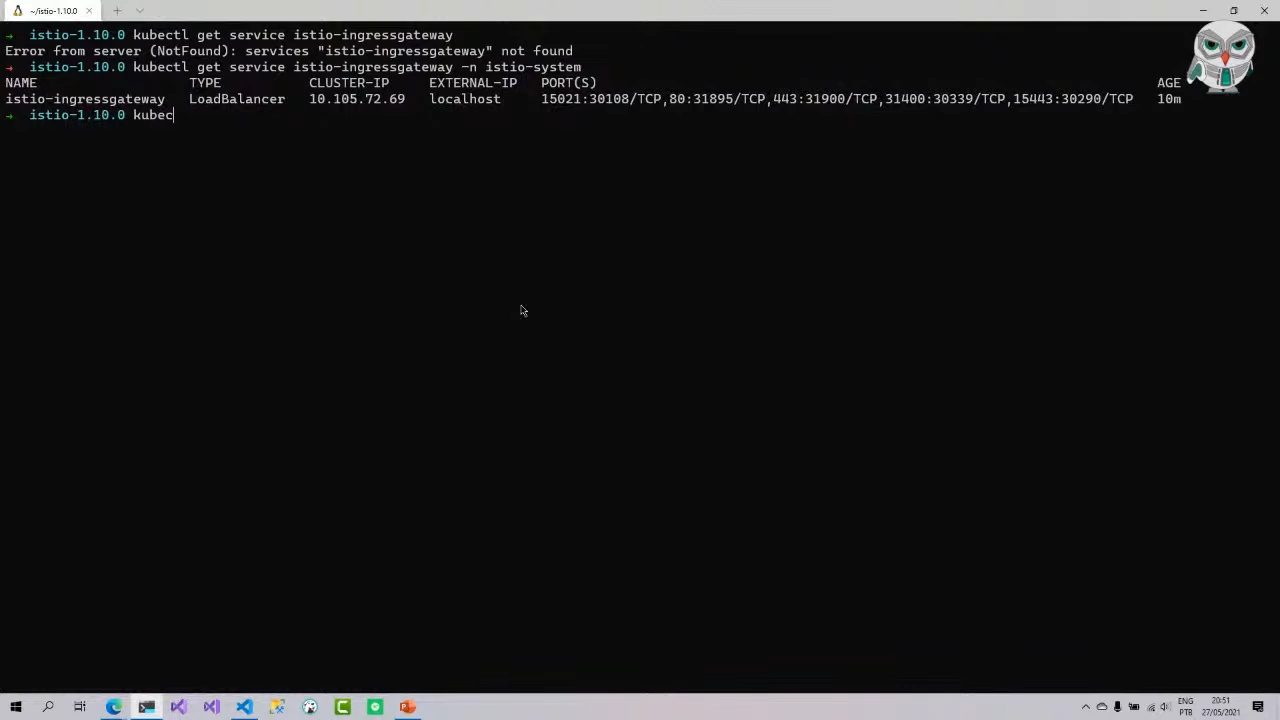 ~/istio-1.10.0
→ istio-1.10.0 kubectl get service istio-ingressgateway
Error from server (NotFound): services "istio-ingressgateway" not found
→ istio-1.10.0 kubectl get service istio-ingressgateway -n istio-system
NAME TYPE CLUSTER-IP EXTERNAL-IP PORT(S) AGE
istio-ingressgateway LoadBalancer 10.105.72.69 localhost 15021:30108/TCP,80:31895/TCP,443:31900/TCP,31400:30339/TCP,15443:30290/TCP 10m
→ istio-1.10.0 kubec
ENG 20:51
PTB 27/05/2021